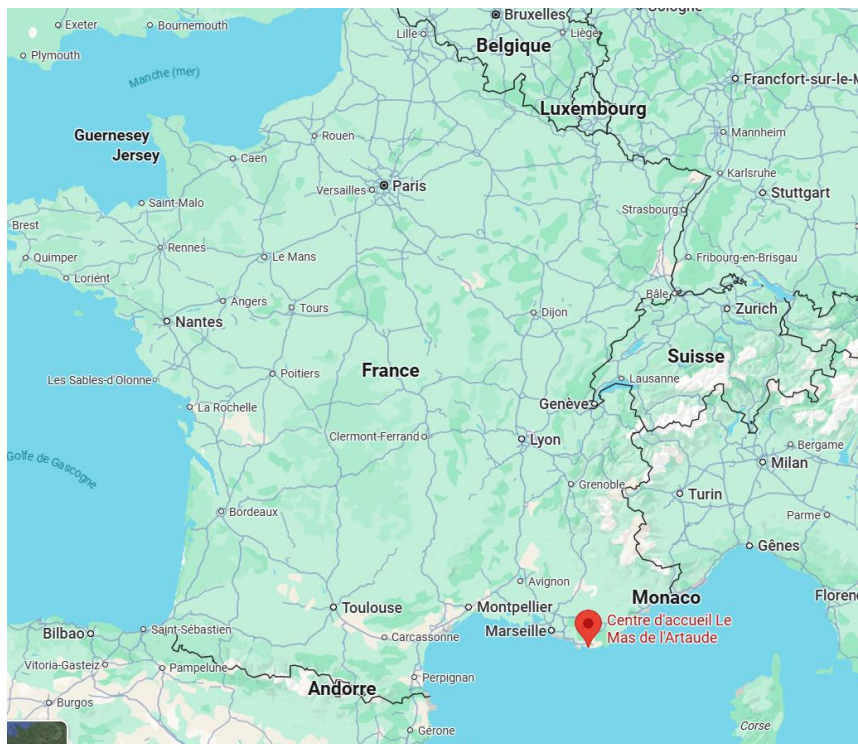 Exeter
Bournemouth
Plymouth
Manche (mer)
Guernesey
Jersey
Lille
Bruxelles
Belgique
Liège
Cologne
Francfort-sur-le-M
Luxembourg
Mannheim
Rouen
Caen
Versailles
Paris
Karlsruhe
Stuttgart
Saint-Malo
Strasbourg
Brest
Rennes
Quimper
Le Mans
Fribourg-en-Brisgau
Lorient
Angers
Tours
Dijon
Bâle
Zurich
Nantes
Suisse
Les Sables-d'Olonne
Poitiers
France
Lausanne
La Rochelle
Genève
Clermont-Ferrand
Lyon
Bergame
Golfe de Gascogne
Milan
Grenoble
Turin
Bordeaux
Parme
Gênes
Avignon
Monaco
Florenc
Toulouse
Montpellier
Centre d'accueil Le
Mas de l'Artaude
Bilbao
Saint-Sébastien
Carcassonne
Marseille
Vitoria-Gasteiz
Pampelune
Andorre
Perpignan
Burgos
Gérone
Corse